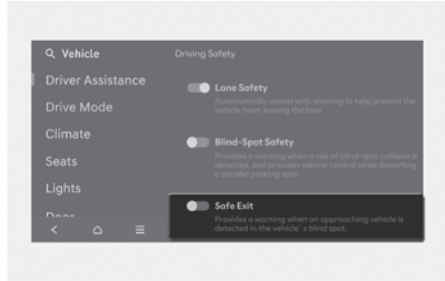 Vehicle
Driving Safety
Driver Assistance
Lane Safety
Automatically assists with steering to help prevent the
vehicle from leaving the lane.
Drive Mode
Climate
Blind-Spot Safety
Provides a warning when a risk of blind-spot collision is
detected, and provides vehicle control while departing
a parallel parking spot.
Seats
Lights
Safe Exit
Provides a warning when an approaching vehicle is
detected in the vehicle`s blind spot.